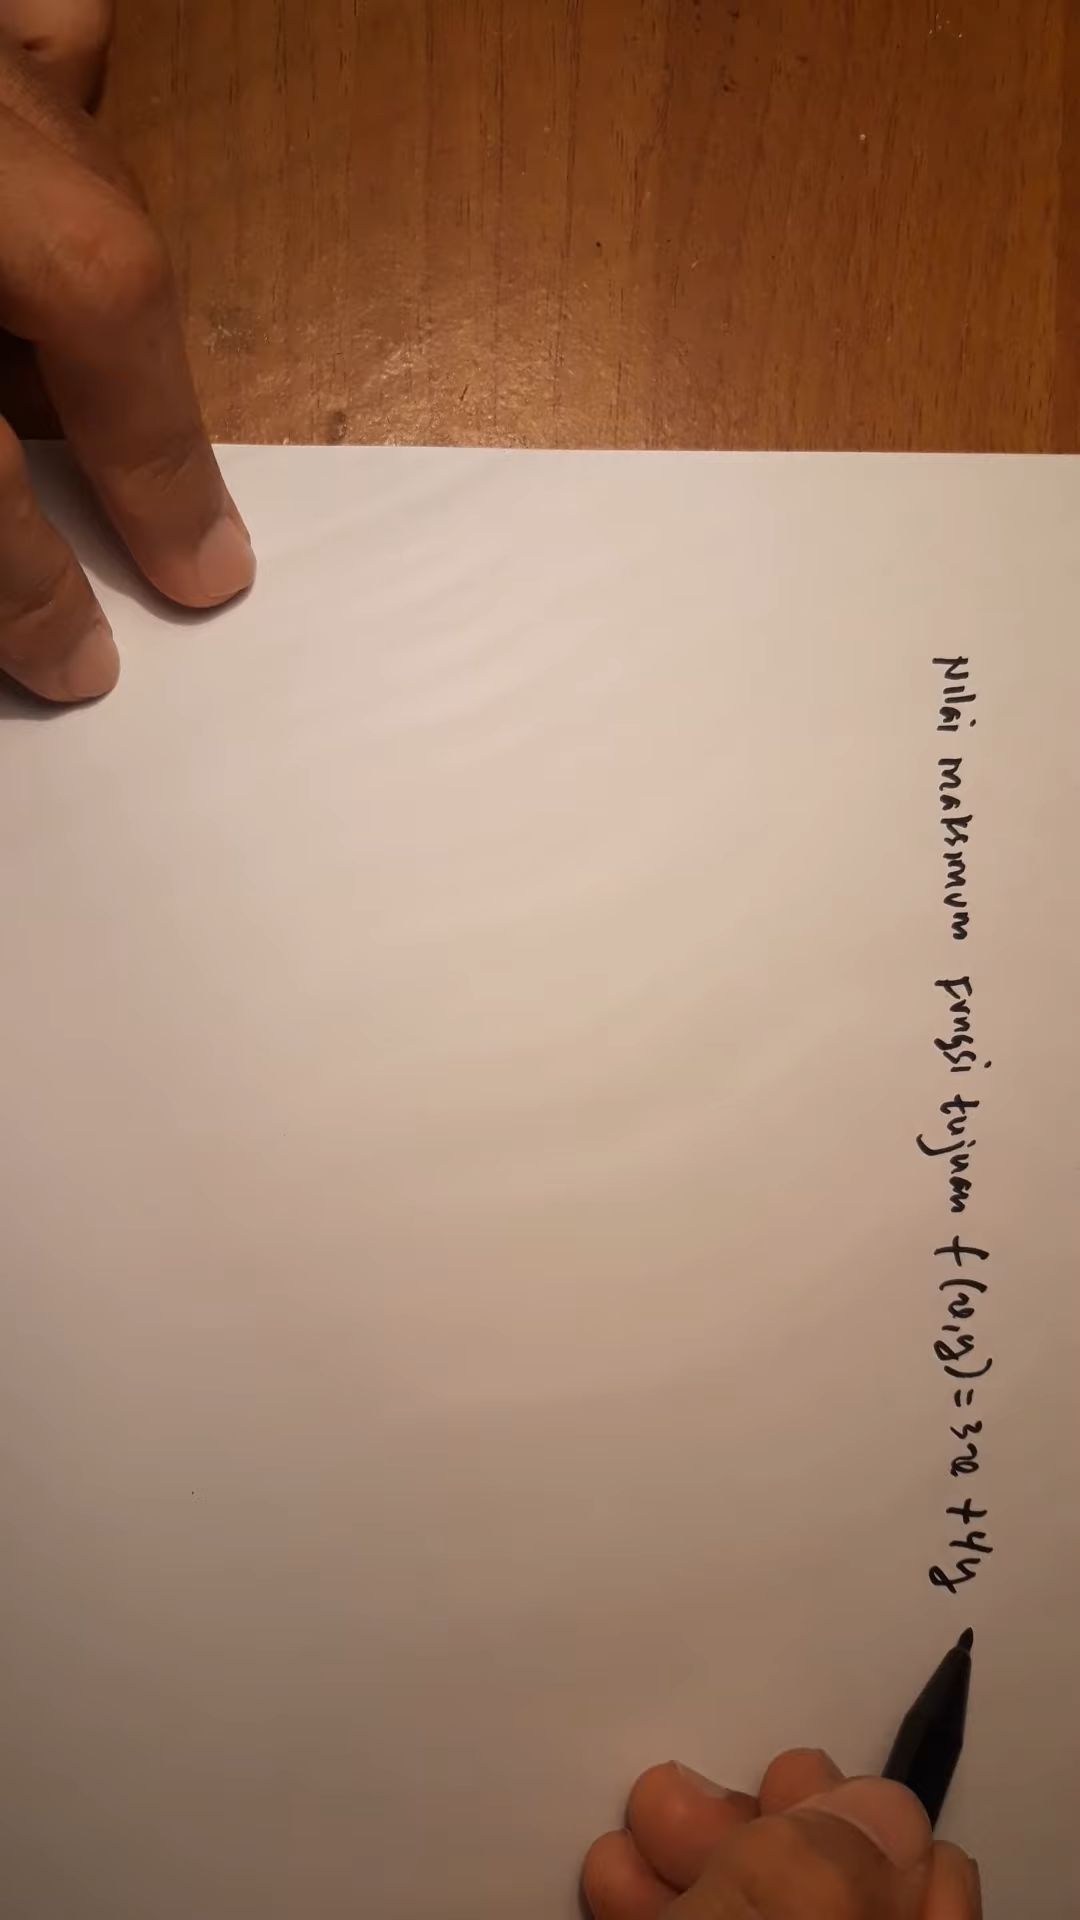 Nilai maksimum Fungsi tujuan f(x,y) = 3x + 4y